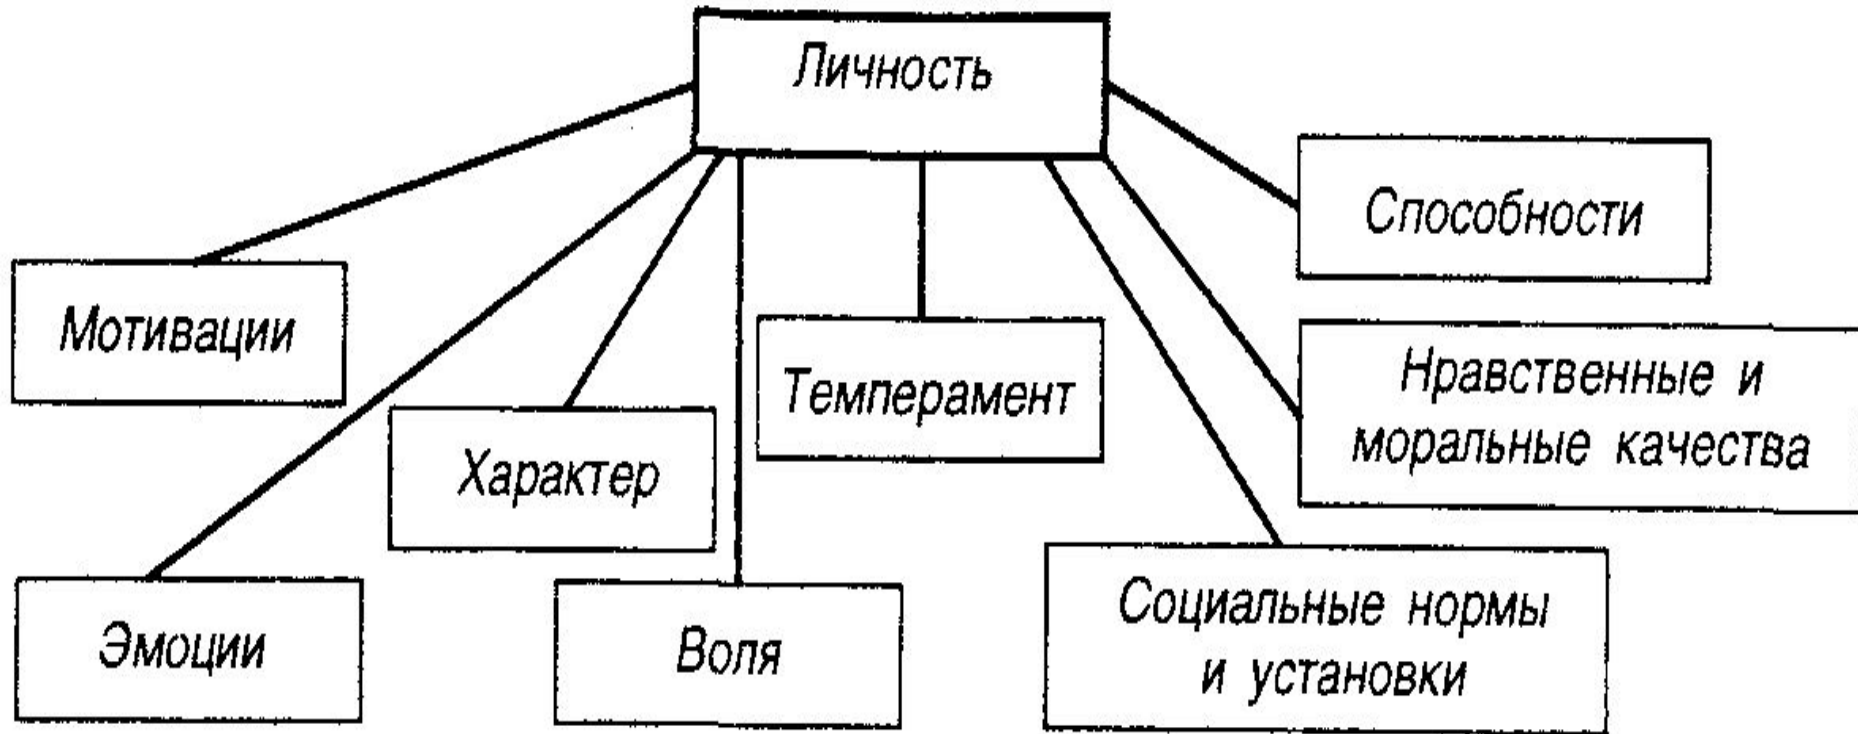 Личность
Способности
Мотивации
Темперамент
Нравственные и
моральные качества
Характер
Эмоции
Воля
Социальные нормы
и установки